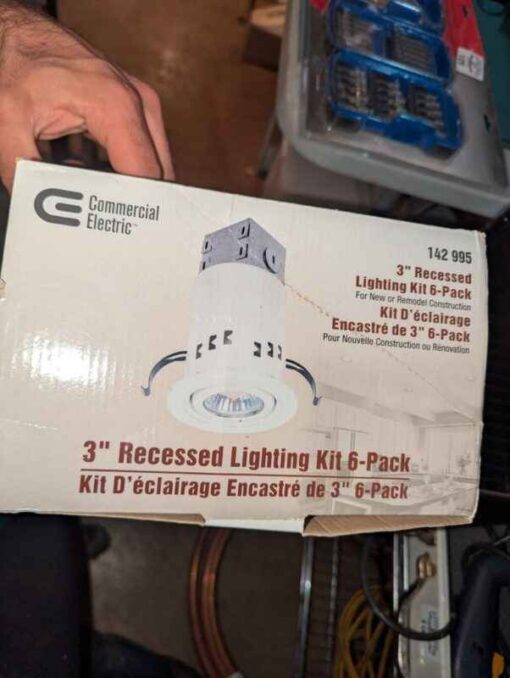 Commercial
Electric™
142 995
3" Recessed
Lighting Kit 6-Pack
For New or Remodel Construction
Kit D'éclairage
Encastré de 3" 6-Pack
Pour Nouvelle Construction ou Rénovation
3" Recessed Lighting Kit 6-Pack
Kit D'éclairage Encastré de 3" 6-Pack